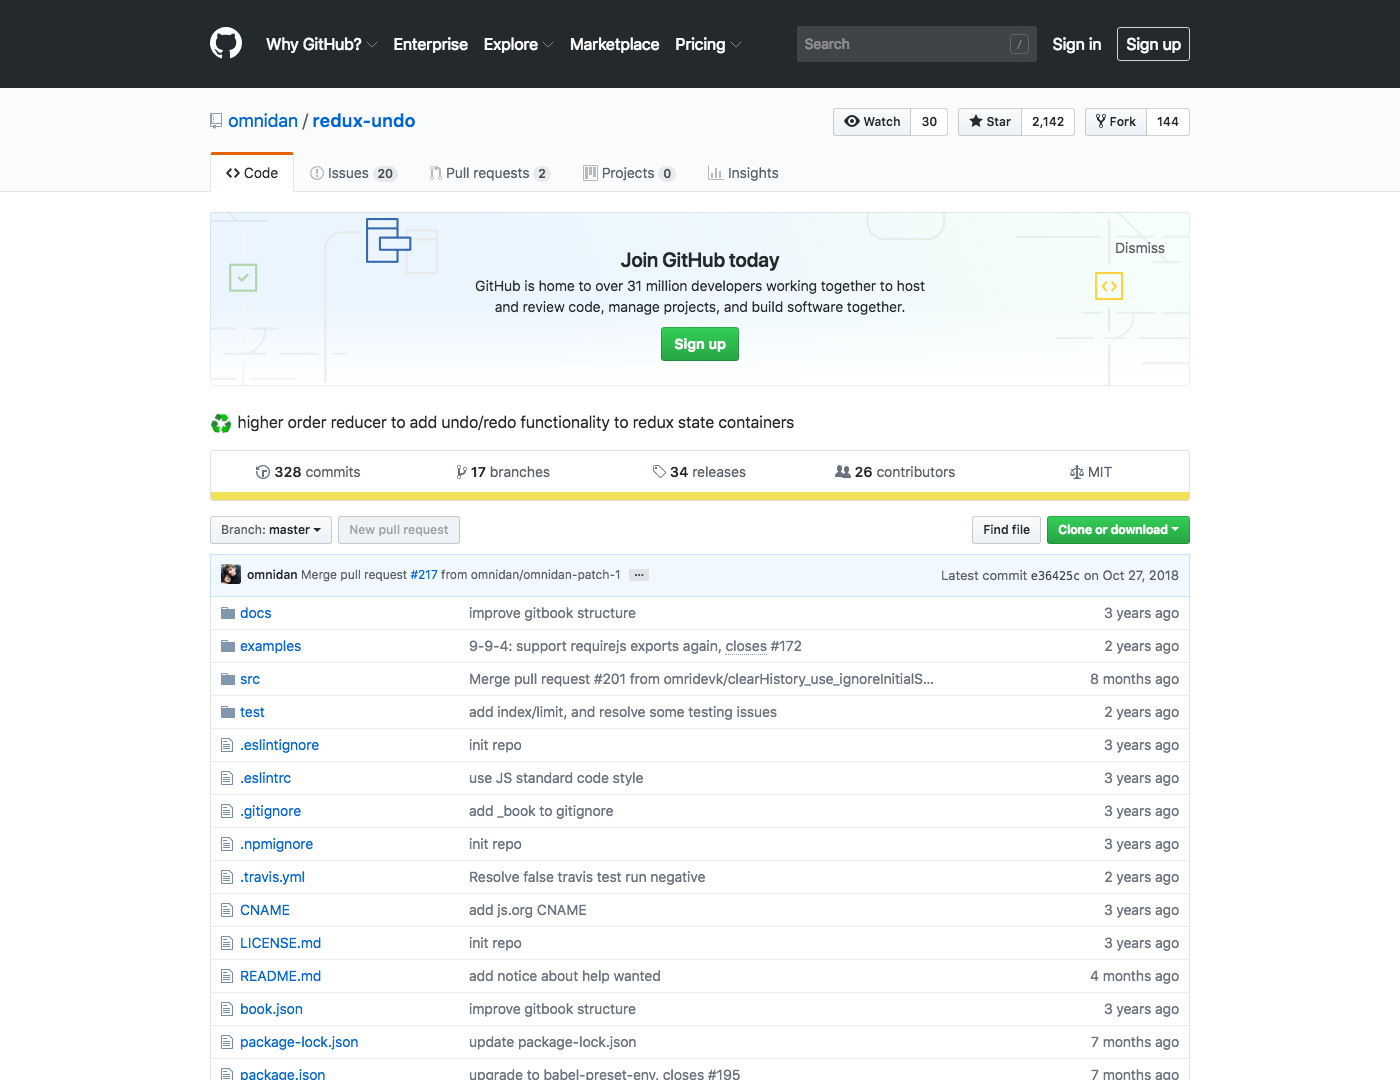 Why GitHub? Enterprise Explore Marketplace Pricing Search / Sign in Sign up
omnidan / redux-undo Watch 30 Star 2,142 Fork 144
Code Issues 20 Pull requests 2 Projects 0 Insights
Dismiss
Join GitHub today
GitHub is home to over 31 million developers working together to host
and review code, manage projects, and build software together.
Sign up
higher order reducer to add undo/redo functionality to redux state containers
328 commits 17 branches 34 releases 26 contributors MIT
Branch: master New pull request Find file Clone or download
omnidan Merge pull request #217 from omnidan/omnidan-patch-1 … Latest commit e36425c on Oct 27, 2018
docs improve gitbook structure 3 years ago
examples 9-9-4: support requirejs exports again, closes #172 2 years ago
src Merge pull request #201 from omridevk/clearHistory_use_ignoreInitialS… 8 months ago
test add index/limit, and resolve some testing issues 2 years ago
.eslintignore init repo 3 years ago
.eslintrc use JS standard code style 3 years ago
.gitignore add _book to gitignore 3 years ago
.npmignore init repo 3 years ago
.travis.yml Resolve false travis test run negative 2 years ago
CNAME add js.org CNAME 3 years ago
LICENSE.md init repo 3 years ago
README.md add notice about help wanted 4 months ago
book.json improve gitbook structure 3 years ago
package-lock.json update package-lock.json 7 months ago
package.json upgrade to babel-preset-env, closes #195 7 months ago